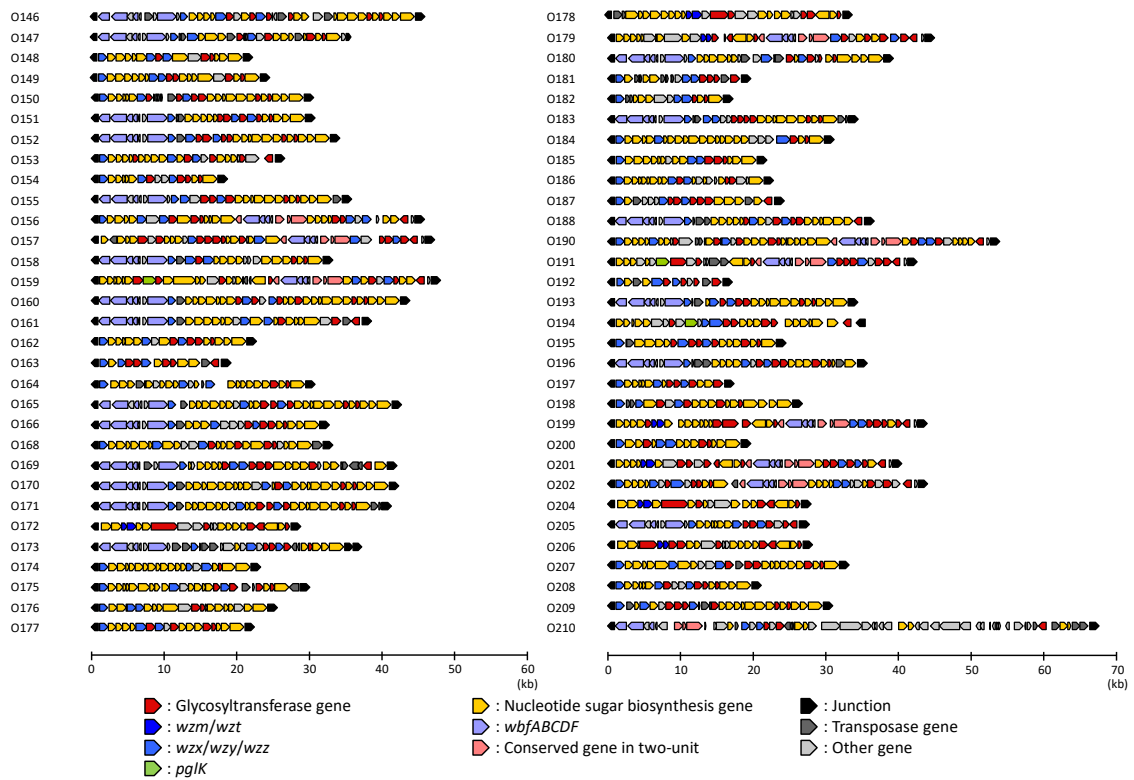 O146
O147
O148
O149
O150
O151
O152
O153
O154
O155
O156
O157
O158
O159
O160
O161
O162
O163
O164
O165
O166
O168
O169
O170
O171
O172
O173
O174
O175
O176
O177
0 10 20 30 40 50 60
(kb)
O178
O179
O180
O181
O182
O183
O184
O185
O186
O187
O188
O190
O191
O192
O193
O194
O195
O196
O197
O198
O199
O200
O201
O202
O204
O205
O206
O207
O208
O209
O210
0 10 20 30 40 50 60 70
(kb)
: Glycosyltransferase gene
: wzm/wzt
: wzx/wzy/wzz
: pglK
: Nucleotide sugar biosynthesis gene
: wbfABCDF
: Conserved gene in two-unit
: Junction
: Transposase gene
: Other gene